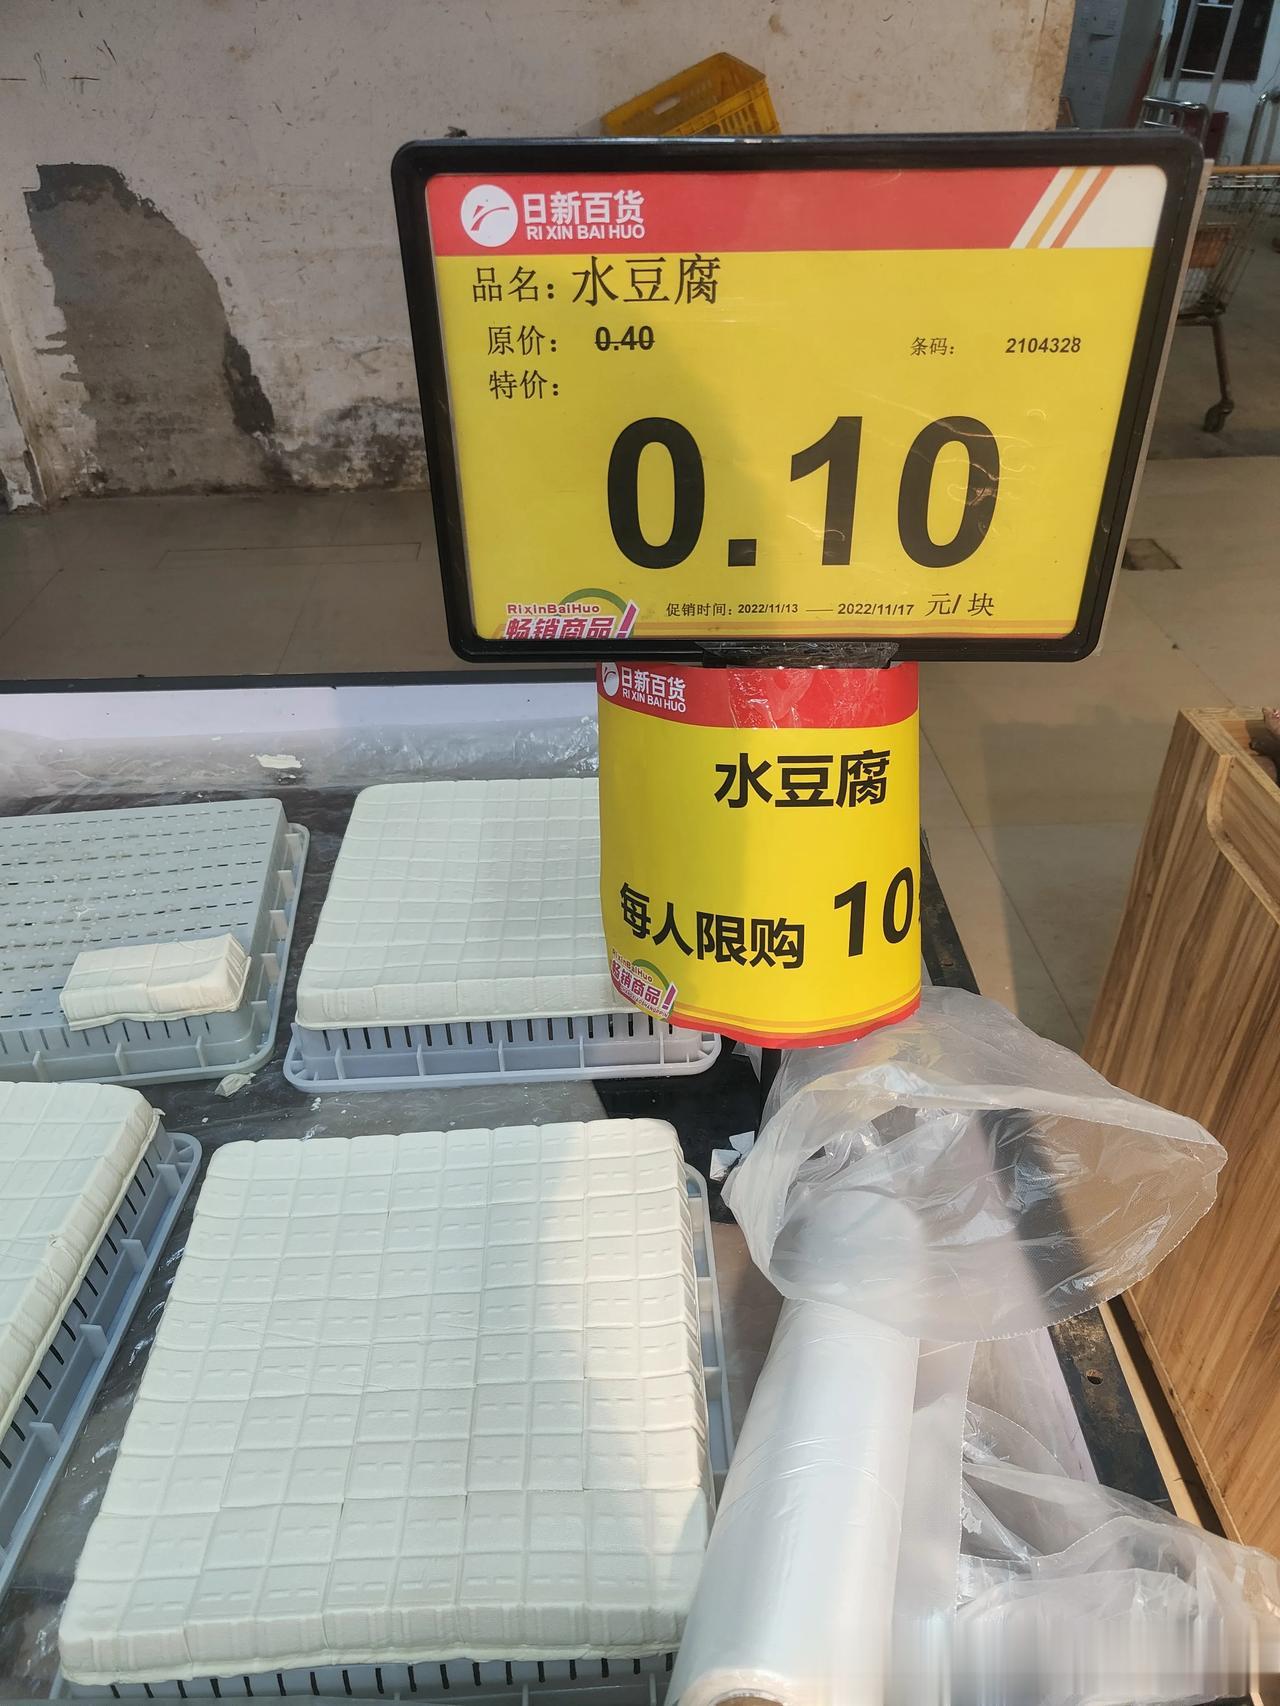 日新百货
RI XIN BAI HUO
品名：水豆腐
原价： 0.40 条码： 2104328
特价：
0.10
RixinBaiHuo
畅销商品！
促销时间：2022/11/13 —— 2022/11/17 元/块
日新百货
RI XIN BAI HUO
水豆腐
每人限购 10
RixinBaiHuo
畅销商品！